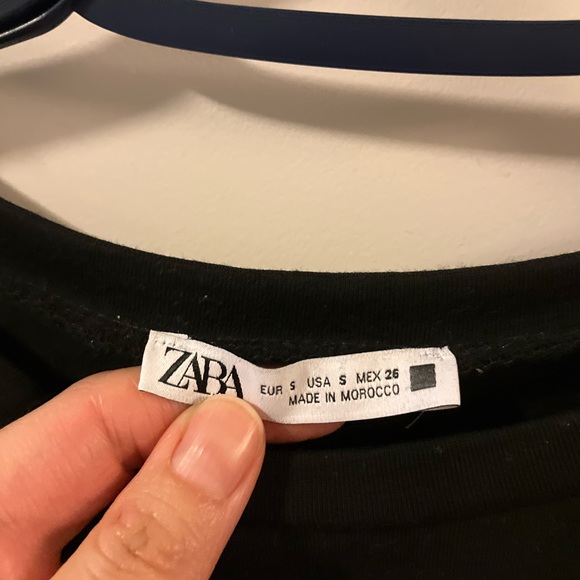 ZARA
EUR S USA S MEX 26
MADE IN MOROCCO